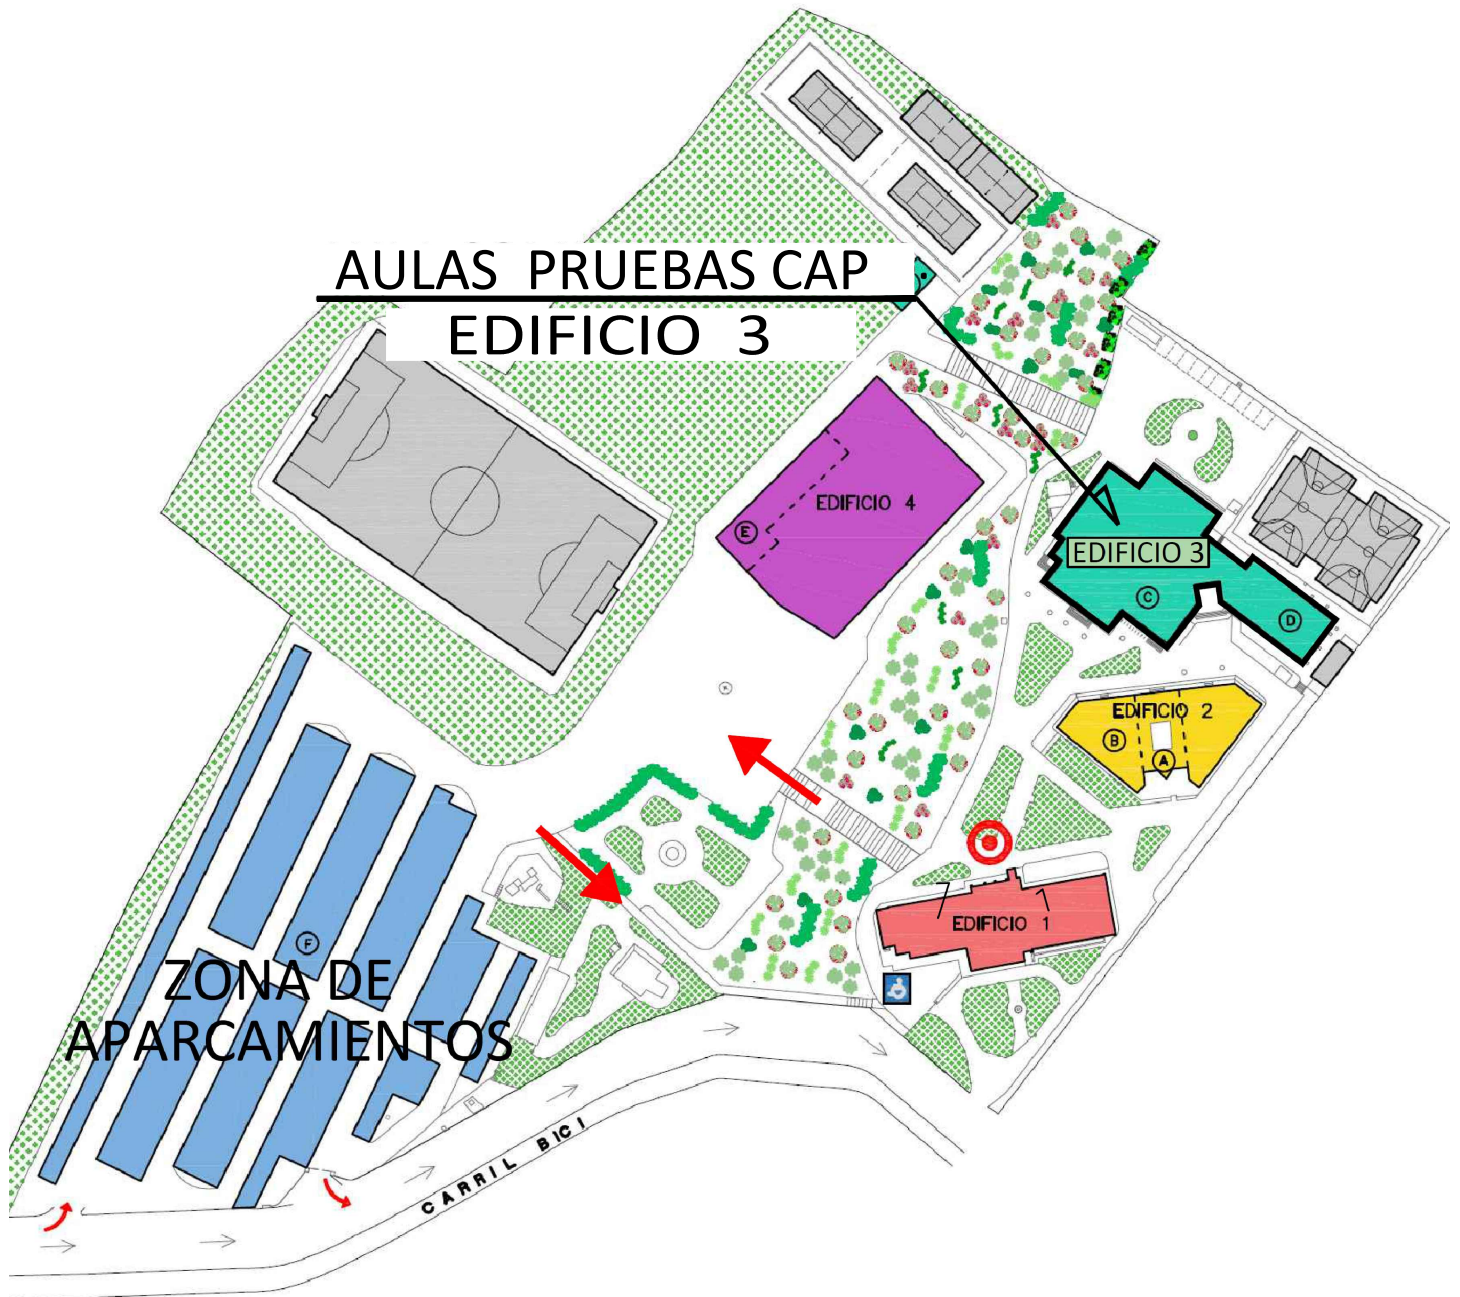 AULAS PRUEBAS CAP
EDIFICIO 3
EDIFICIO 4
E
EDIFICIO 3
C
D
EDIFICIO 2
B
A
EDIFICIO 1
F
ZONA DE
APARCAMIENTOS
CARRIL BICI